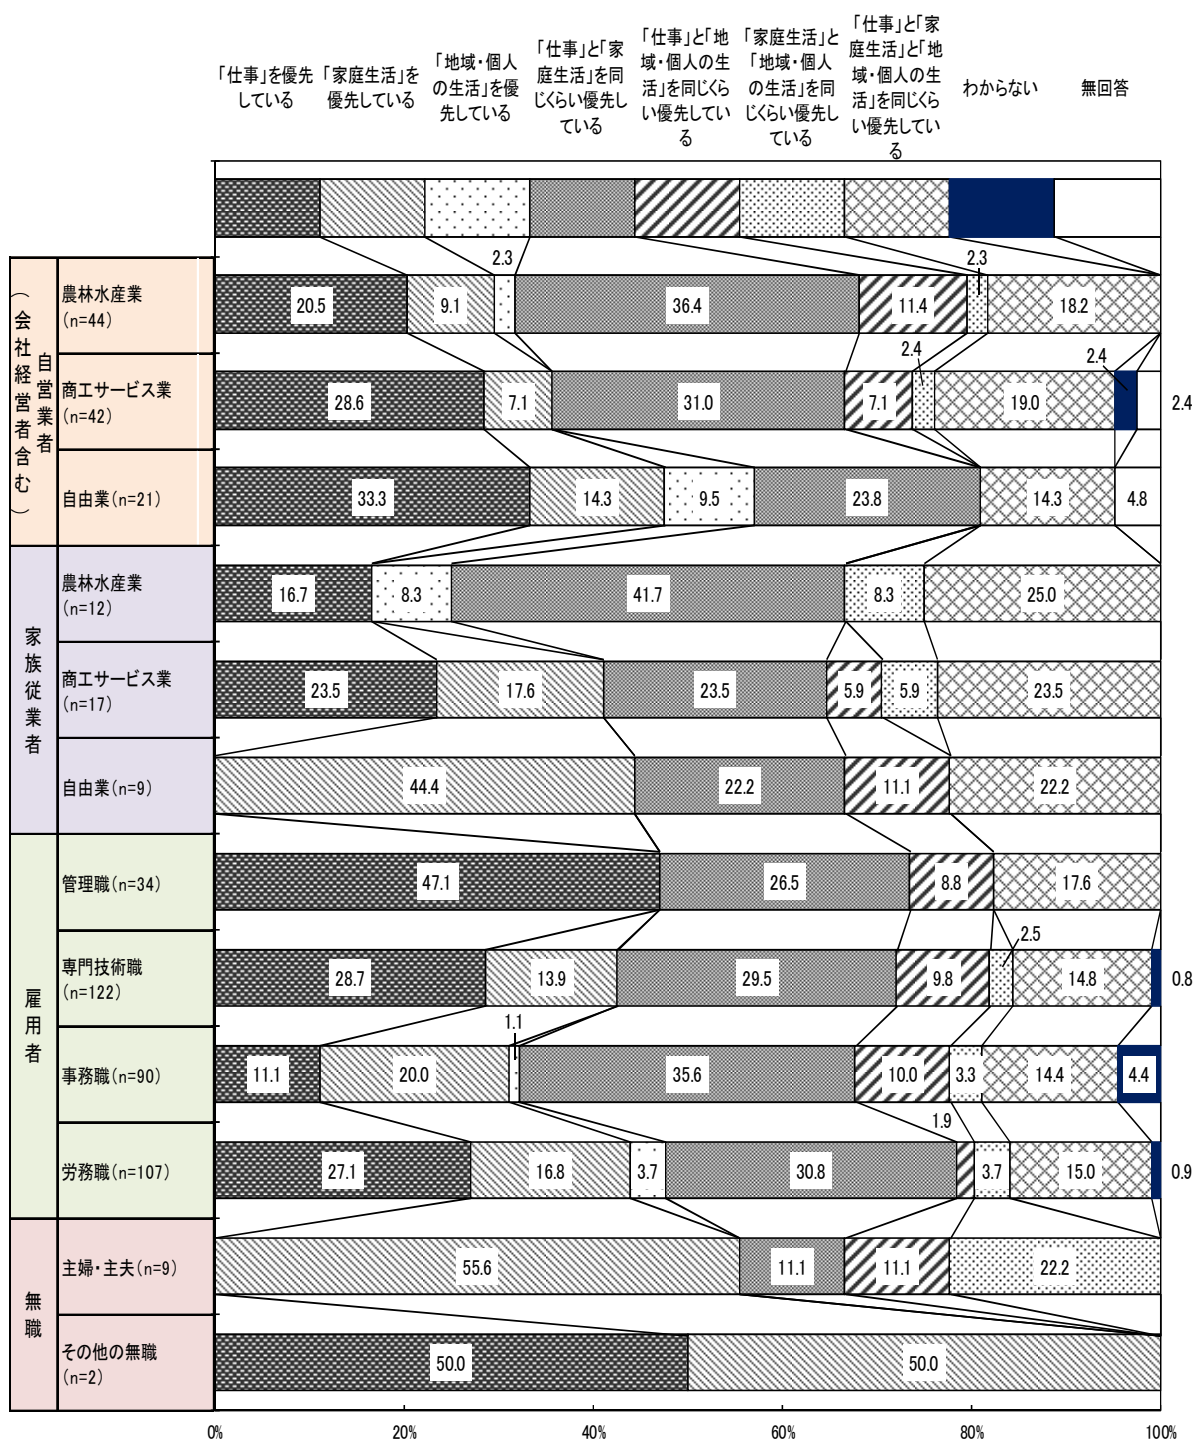 「仕事」を優先
している
「家庭生活」を
優先している
「地域・個人
の生活」を優
先している
「仕事」と「家
庭生活」を同
じくらい優先し
ている
「仕事」と「地
域・個人の生
活」を同じくら
い優先してい
る
「家庭生活」と
「地域・個人
の生活」を同
じくらい優先し
ている
「仕事」と「家
庭生活」と「地
域・個人の生
活」を同じくら
い優先してい
る
わからない
無回答
自営業者
（会社経営者含む）
農林水産業
(n=44)
20.5
9.1
2.3
36.4
11.4
2.3
18.2
商工サービス業
(n=42)
28.6
7.1
31.0
7.1
2.4
19.0
2.4
2.4
自由業(n=21)
33.3
14.3
9.5
23.8
14.3
4.8
家族従業者
農林水産業
(n=12)
16.7
8.3
41.7
8.3
25.0
商工サービス業
(n=17)
23.5
17.6
23.5
5.9
5.9
23.5
自由業(n=9)
44.4
22.2
11.1
22.2
雇用者
管理職(n=34)
47.1
26.5
8.8
17.6
専門技術職
(n=122)
28.7
13.9
29.5
9.8
2.5
14.8
0.8
事務職(n=90)
11.1
20.0
1.1
35.6
10.0
3.3
14.4
4.4
労務職(n=107)
27.1
16.8
3.7
30.8
1.9
3.7
15.0
0.9
無職
主婦・主夫(n=9)
55.6
11.1
11.1
22.2
その他の無職
(n=2)
50.0
50.0
0%
20%
40%
60%
80%
100%